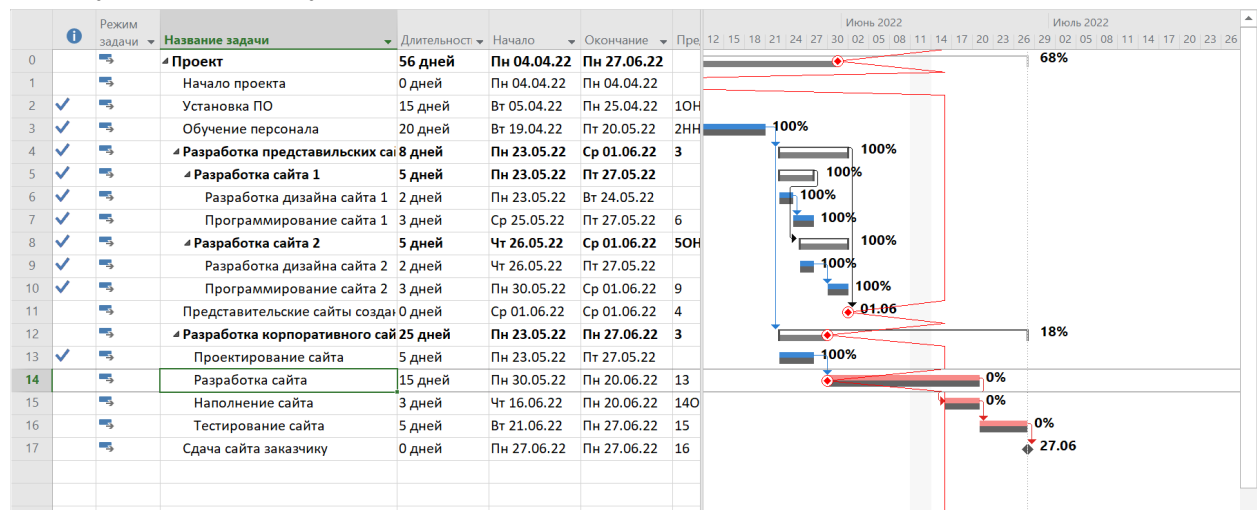 Июнь 2022 Июль 2022
Режим задачи Название задачи Длительност Начало Окончание Пре 12 15 18 21 24 27 30 02 05 08 11 14 17 20 23 26 29 02 05 08 11 14 17 20 23 26
0 Проект 56 дней Пн 04.04.22 Пн 27.06.22 68%
1 Начало проекта 0 дней Пн 04.04.22 Пн 04.04.22
2 Установка ПО 15 дней Вт 05.04.22 Пн 25.04.22 1ОН
3 Обучение персонала 20 дней Вт 19.04.22 Пт 20.05.22 2НН 100%
4 Разработка представильских сай 8 дней Пн 23.05.22 Ср 01.06.22 3 100%
5 Разработка сайта 1 5 дней Пн 23.05.22 Пт 27.05.22 100%
6 Разработка дизайна сайта 1 2 дней Пн 23.05.22 Вт 24.05.22 100%
7 Программирование сайта 1 3 дней Ср 25.05.22 Пт 27.05.22 6 100%
8 Разработка сайта 2 5 дней Чт 26.05.22 Ср 01.06.22 5ОН 100%
9 Разработка дизайна сайта 2 2 дней Чт 26.05.22 Пт 27.05.22 100%
10 Программирование сайта 2 3 дней Пн 30.05.22 Ср 01.06.22 9 100%
11 Представительские сайты создан 0 дней Ср 01.06.22 Ср 01.06.22 4 01.06
12 Разработка корпоративного сай 25 дней Пн 23.05.22 Пн 27.06.22 3 18%
13 Проектирование сайта 5 дней Пн 23.05.22 Пт 27.05.22 100%
14 Разработка сайта 15 дней Пн 30.05.22 Пн 20.06.22 13 0%
15 Наполнение сайта 3 дней Чт 16.06.22 Пн 20.06.22 14О 0%
16 Тестирование сайта 5 дней Вт 21.06.22 Пн 27.06.22 15 0%
17 Сдача сайта заказчику 0 дней Пн 27.06.22 Пн 27.06.22 16 27.06